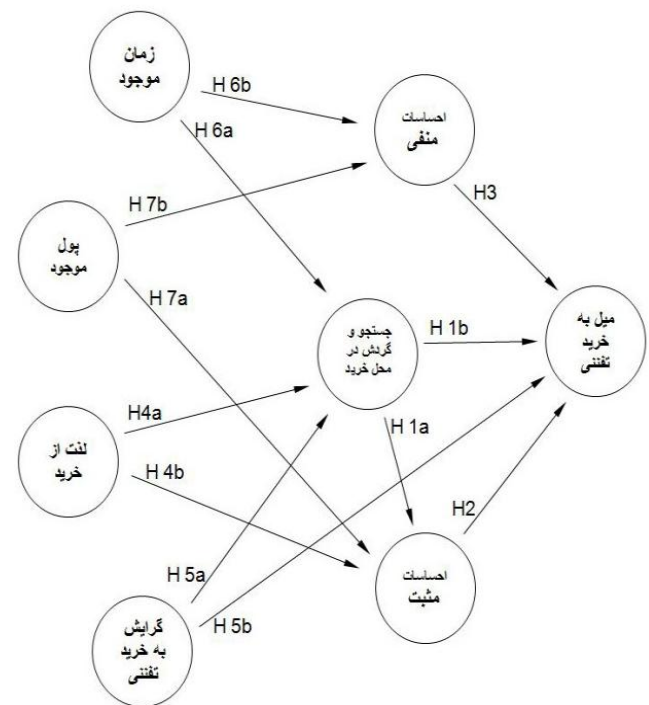 زمان
موجود
H 6b
H 6a
احساسات
منفی
H3
H 7b
پول
موجود
H 7a
میل به
خرید
تفننی
جستجو و
گردش در
محل خرید
H 1b
H4a
H 1a
لذت از
خرید
H 4b
H2
H 5a
احساسات
مثبت
گرایش
به خرید
تفننی
H 5b